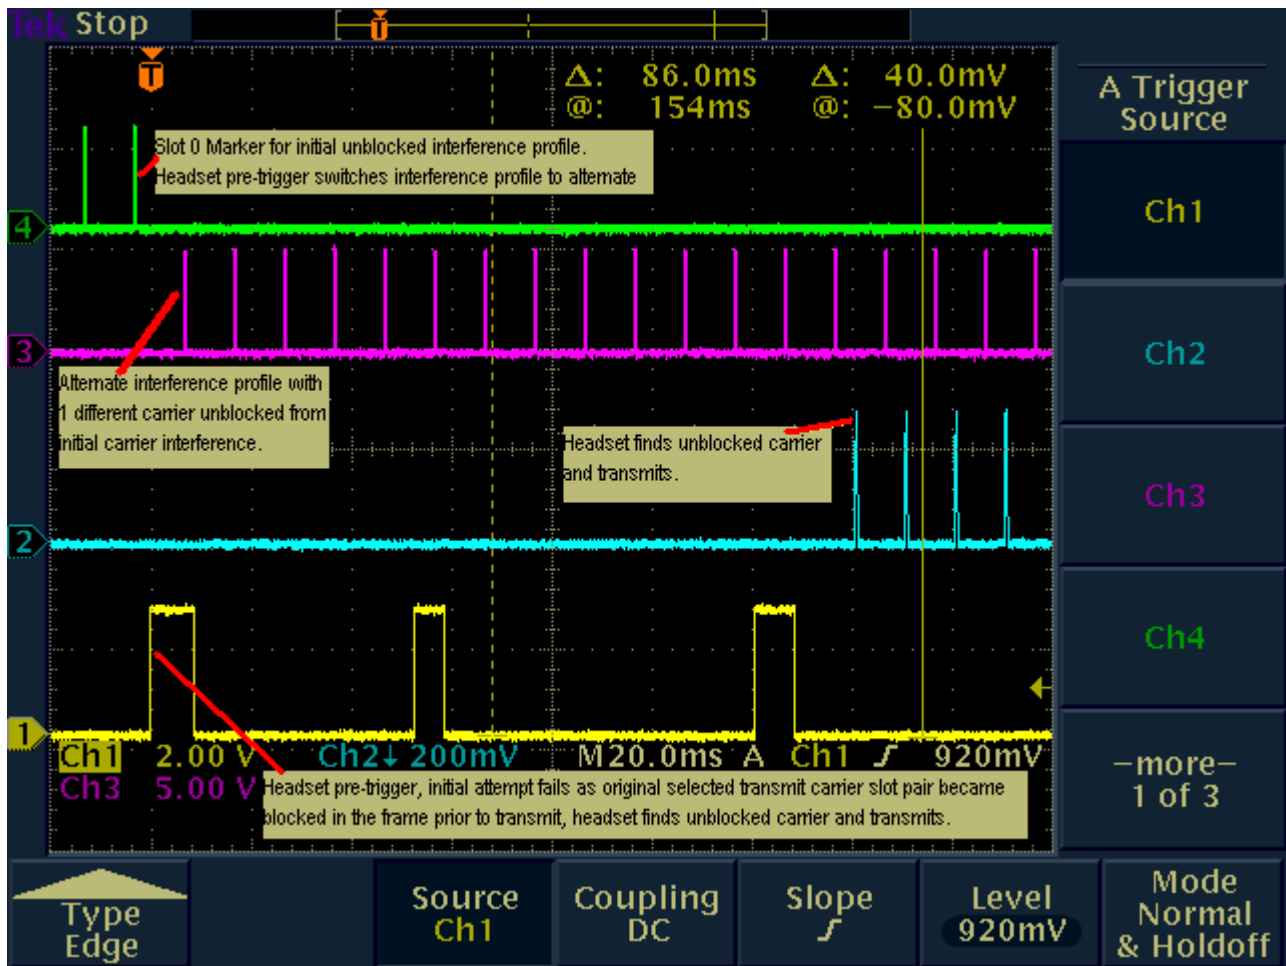 Tek Stop
T
T
Δ: 86.0ms Δ: 40.0mV
@: 154ms @: −80.0mV
A Trigger
Source
Slot 0 Marker for initial unblocked interference profile.
Headset pre-trigger switches interference profile to alternate
Ch1
4
3
Ch2
Alternate interference profile with
1 different carrier unblocked from
initial carrier interference.
Headset finds unblocked carrier
and transmits.
Ch3
2
Ch4
1
Ch1 2.00 V Ch2↓ 200mV M20.0ms A Ch1 ʃ 920mV
Ch3 5.00 V
Headset pre-trigger, initial attempt fails as original selected transmit carrier slot pair became
blocked in the frame prior to transmit, headset finds unblocked carrier and transmits.
−more−
1 of 3
Type
Edge
Source
Ch1
Coupling
DC
Slope
ʃ
Level
920mV
Mode
Normal
& Holdoff